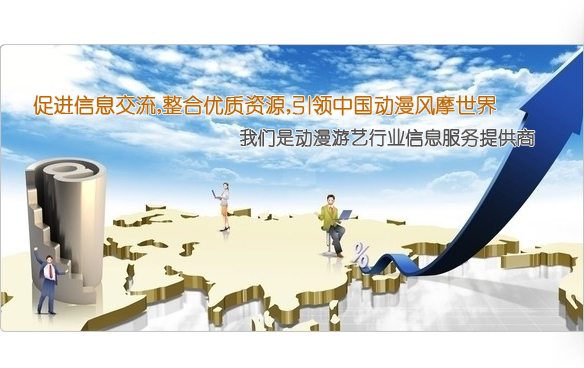 促进信息交流,整合优质资源,引领中国动漫风摩世界
我们是动漫游艺行业信息服务提供商
@
%